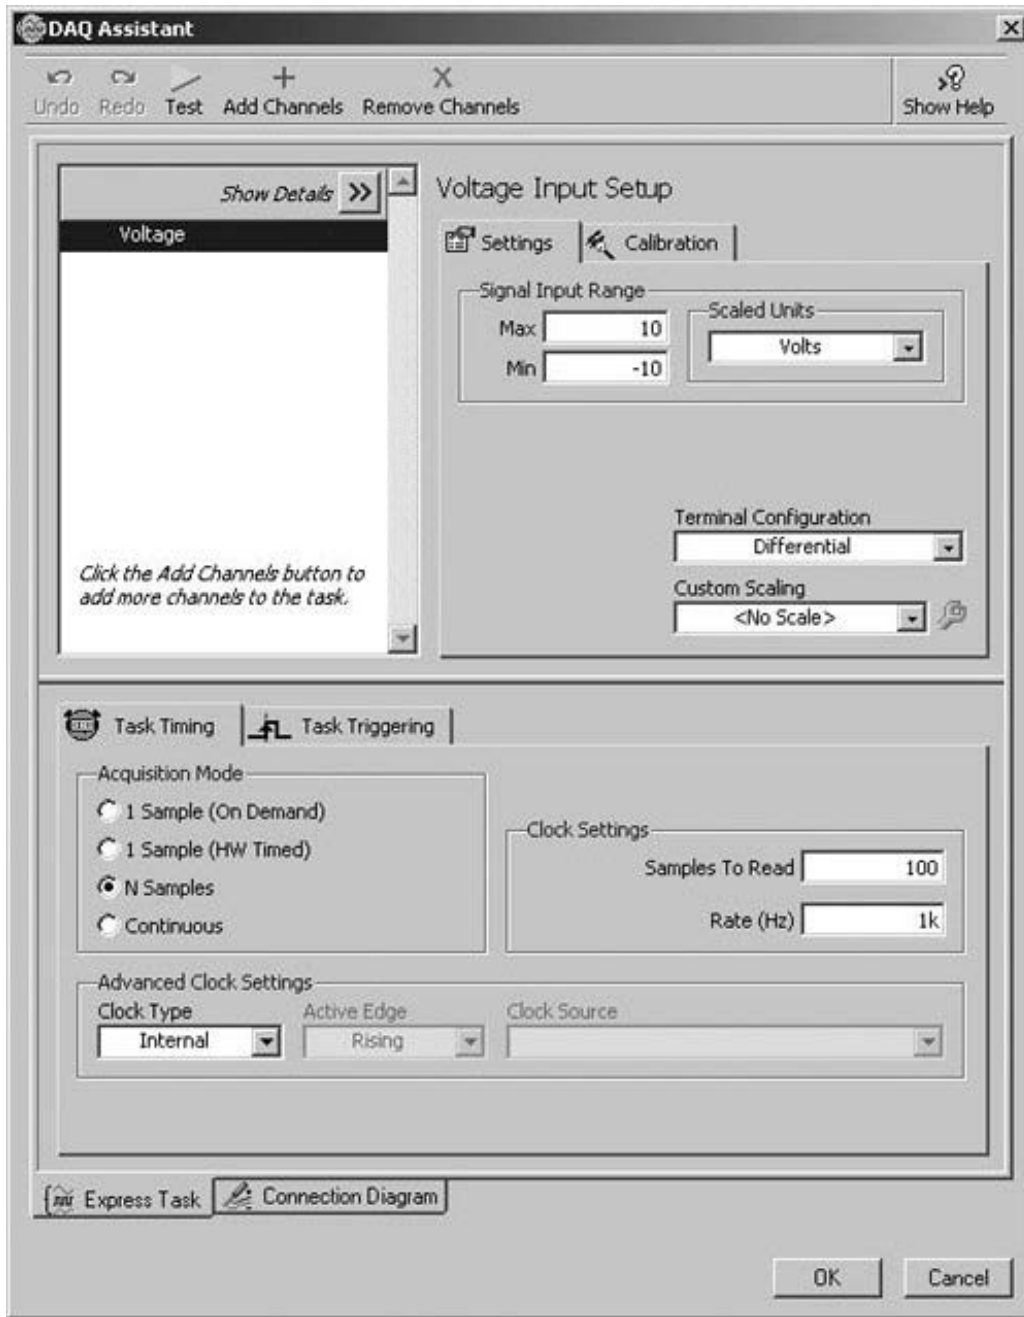 DAQ Assistant
Undo Redo Test Add Channels Remove Channels Show Help
Show Details >>
Voltage
Click the Add Channels button to
add more channels to the task.
Voltage Input Setup
Settings Calibration
Signal Input Range
Max 10
Min -10
Scaled Units
Volts
Terminal Configuration
Differential
Custom Scaling
<No Scale>
Task Timing Task Triggering
Acquisition Mode
1 Sample (On Demand)
1 Sample (HW Timed)
N Samples
Continuous
Clock Settings
Samples To Read 100
Rate (Hz) 1k
Advanced Clock Settings
Clock Type Active Edge Clock Source
Internal Rising
Express Task Connection Diagram
OK Cancel